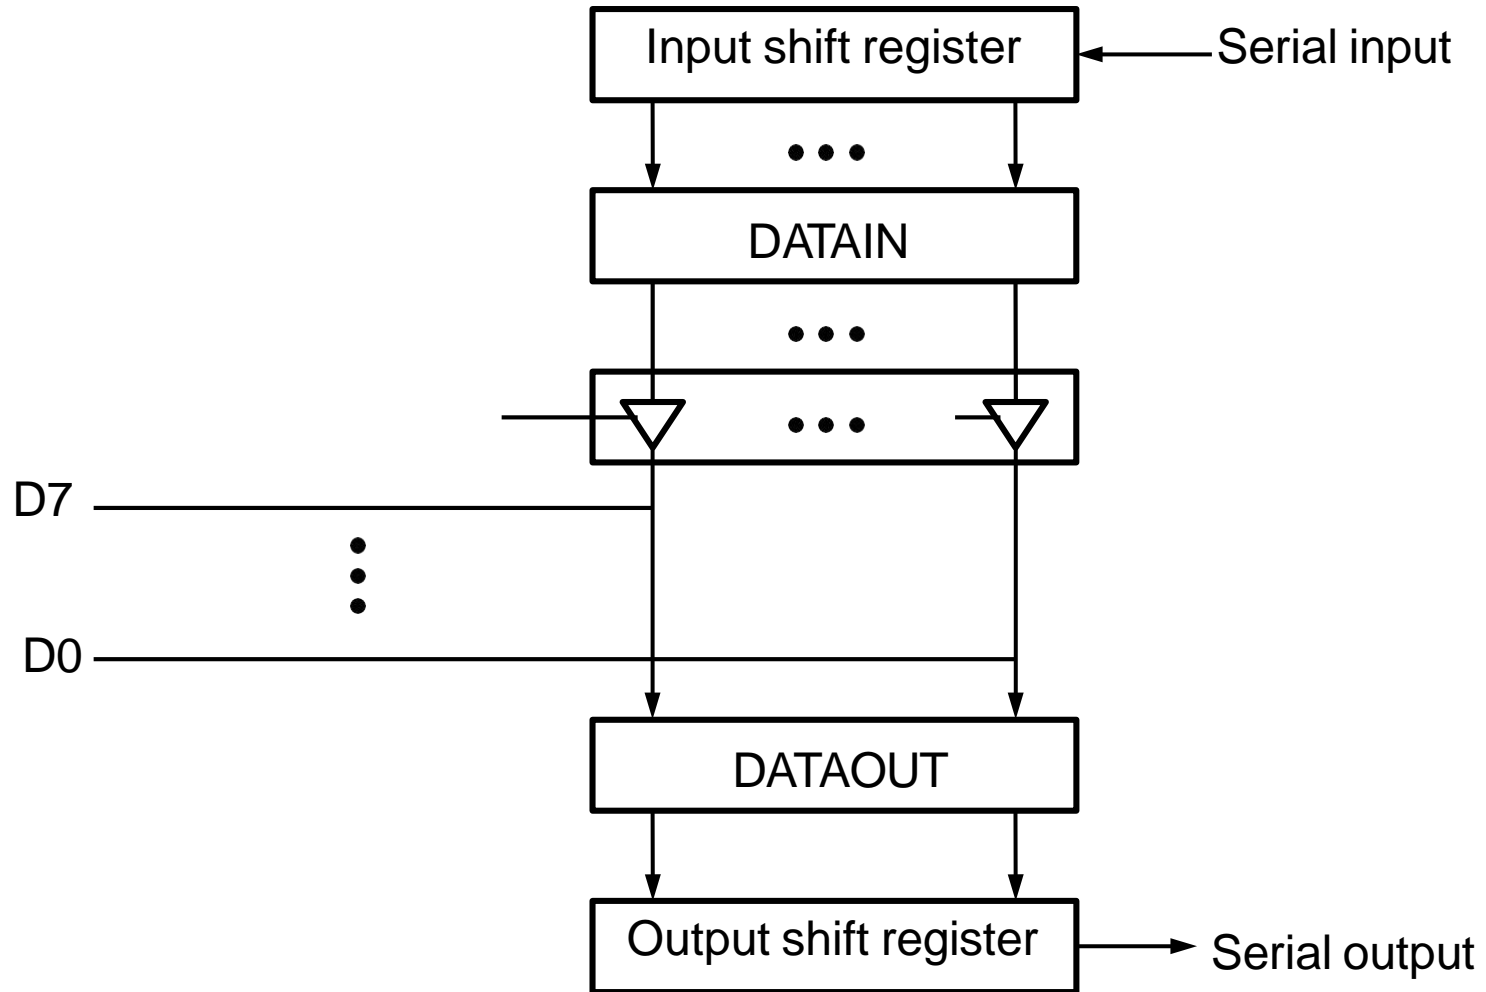 Input shift register
Serial input
DATAIN
D7
D0
DATAOUT
Output shift register
Serial output